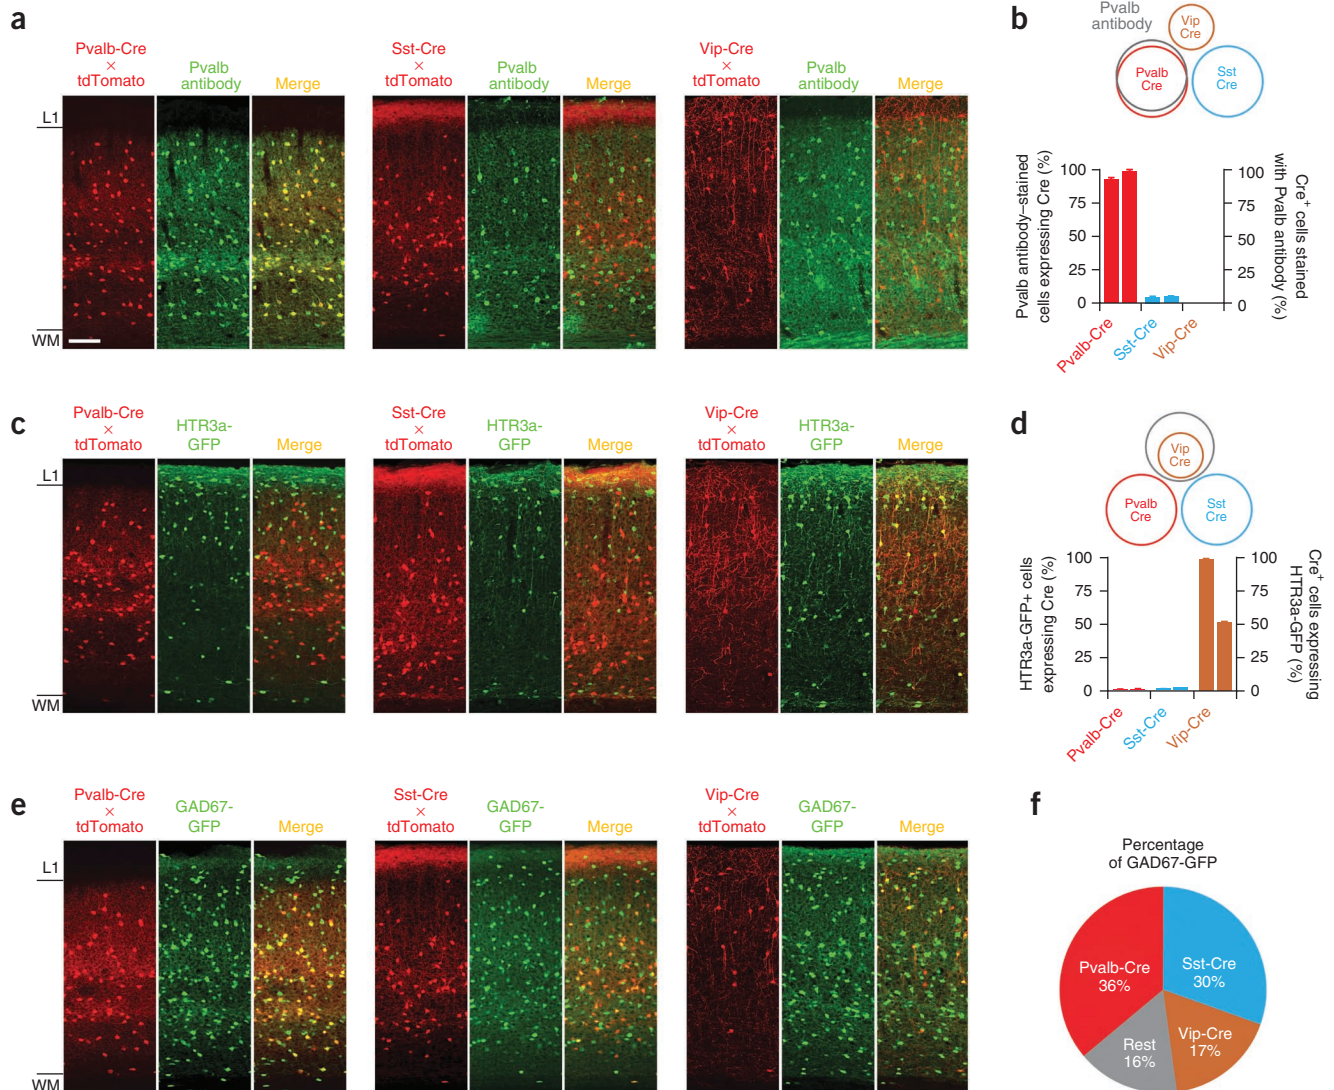 a
Pvalb-Cre
×
tdTomato
Pvalb
antibody
Merge
Sst-Cre
×
tdTomato
Pvalb
antibody
Merge
Vip-Cre
×
tdTomato
Pvalb
antibody
Merge
L1
WM
b
Pvalb
antibody
Vip
Cre
Pvalb
Cre
Sst
Cre
Pvalb antibody–stained
cells expressing Cre (%)
100
75
50
25
0
100
75
50
25
0
Cre+ cells stained
with Pvalb antibody (%)
Pvalb-Cre
Sst-Cre
Vip-Cre
c
Pvalb-Cre
×
tdTomato
HTR3a-
GFP
Merge
Sst-Cre
×
tdTomato
HTR3a-
GFP
Merge
Vip-Cre
×
tdTomato
HTR3a-
GFP
Merge
L1
WM
d
Vip
Cre
Pvalb
Cre
Sst
Cre
HTR3a-GFP+ cells
expressing Cre (%)
100
75
50
25
0
100
75
50
25
0
Cre+ cells expressing
HTR3a-GFP (%)
Pvalb-Cre
Sst-Cre
Vip-Cre
e
Pvalb-Cre
×
tdTomato
GAD67-
GFP
Merge
Sst-Cre
×
tdTomato
GAD67-
GFP
Merge
Vip-Cre
×
tdTomato
GAD67-
GFP
Merge
L1
WM
f
Percentage
of GAD67-GFP
Pvalb-Cre
36%
Sst-Cre
30%
Rest
16%
Vip-Cre
17%